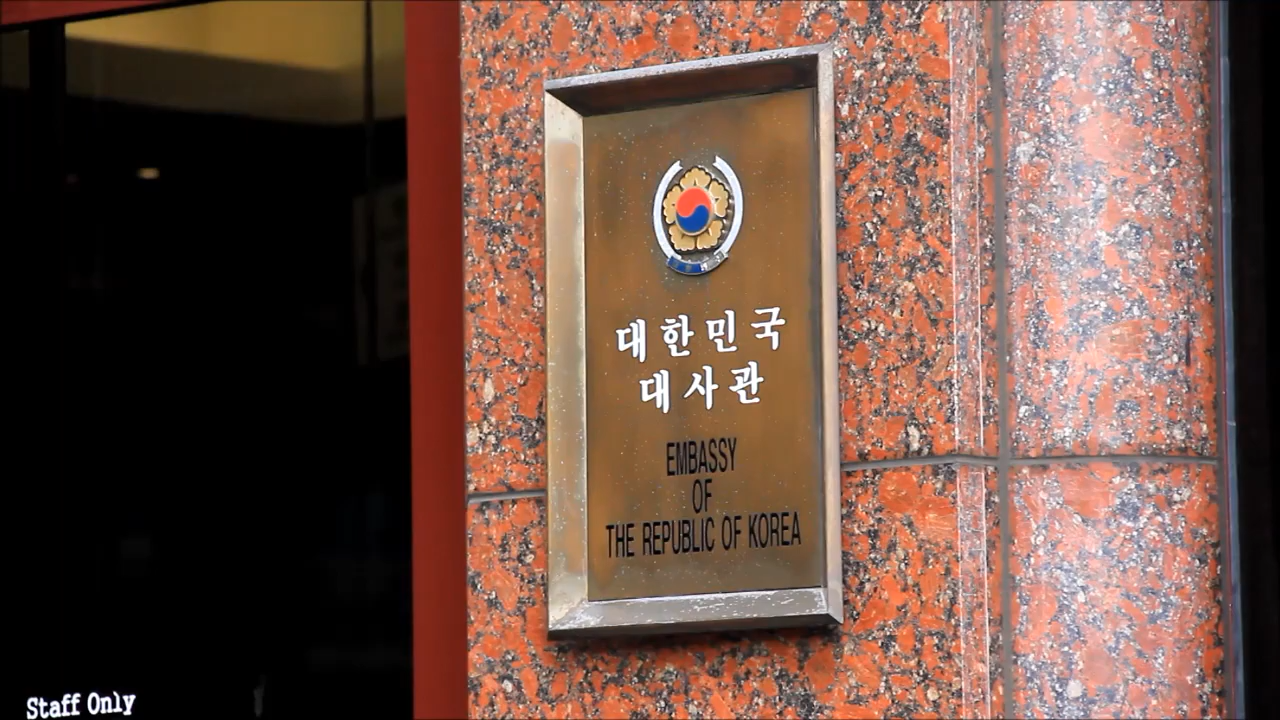 대한민국
대사관
EMBASSY
OF
THE REPUBLIC OF KOREA
Staff Only